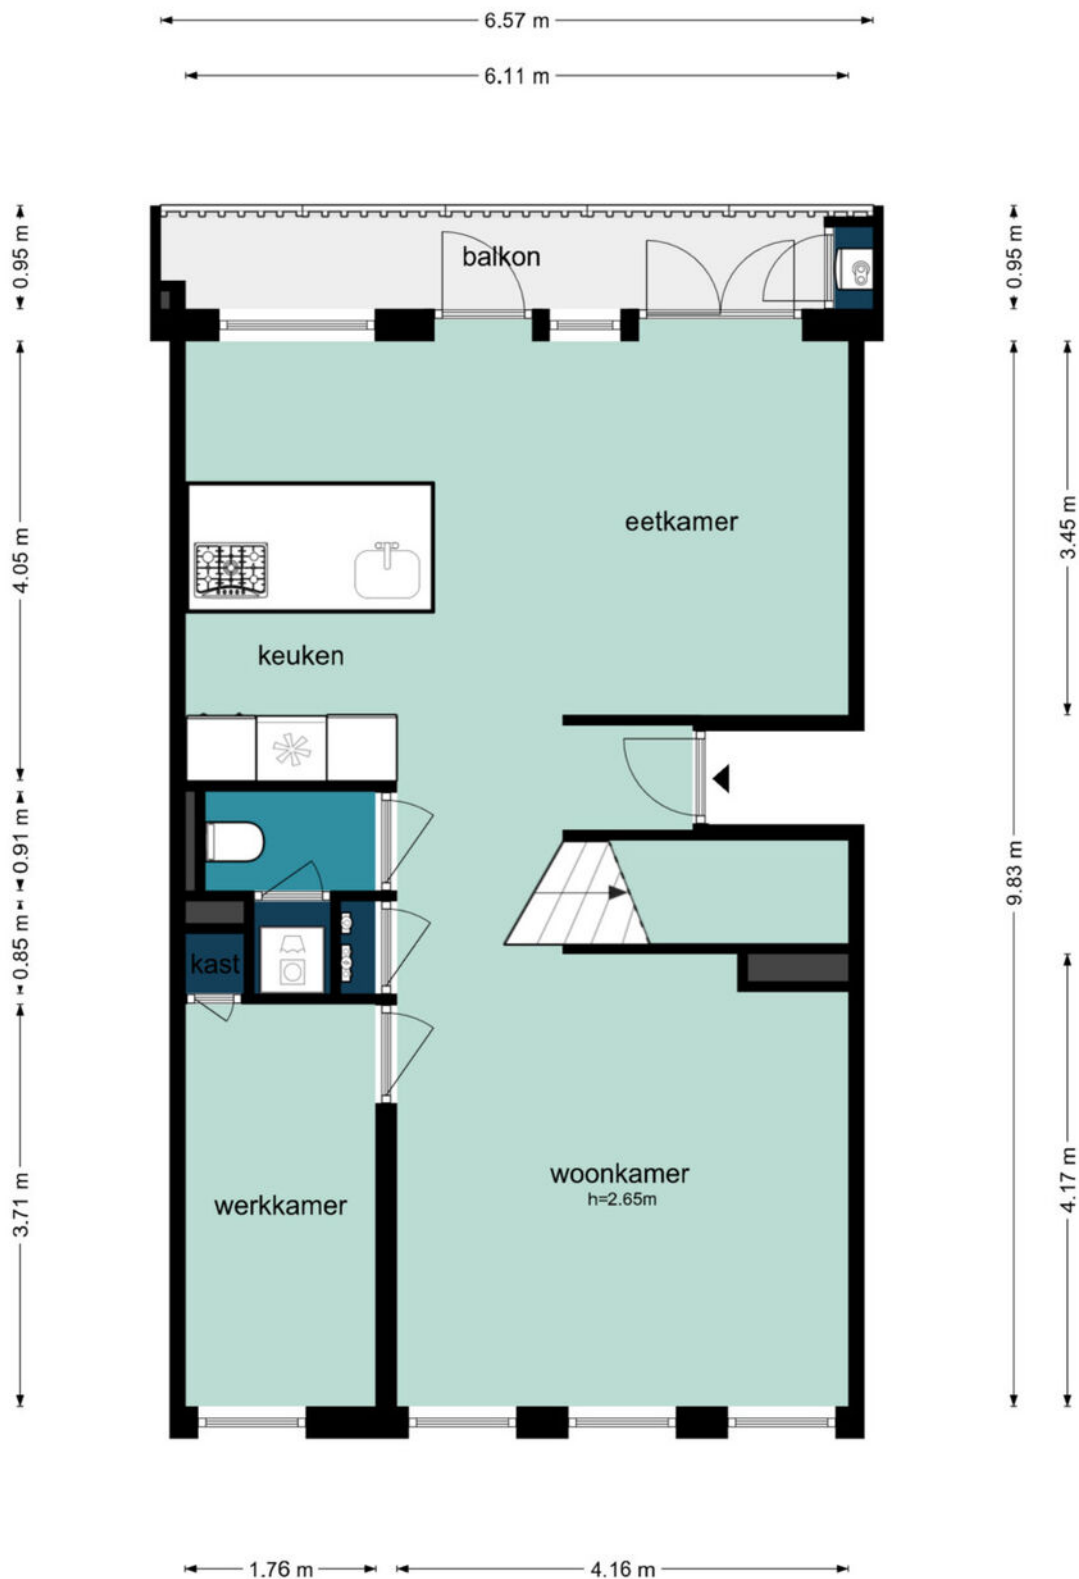 6.57 m
6.11 m
0.95 m
balkon
0.95 m
4.05 m
eetkamer
3.45 m
keuken
0.91 m
9.83 m
0.85 m
kast
3.71 m
werkkamer
woonkamer
h=2.65m
4.17 m
1.76 m
4.16 m